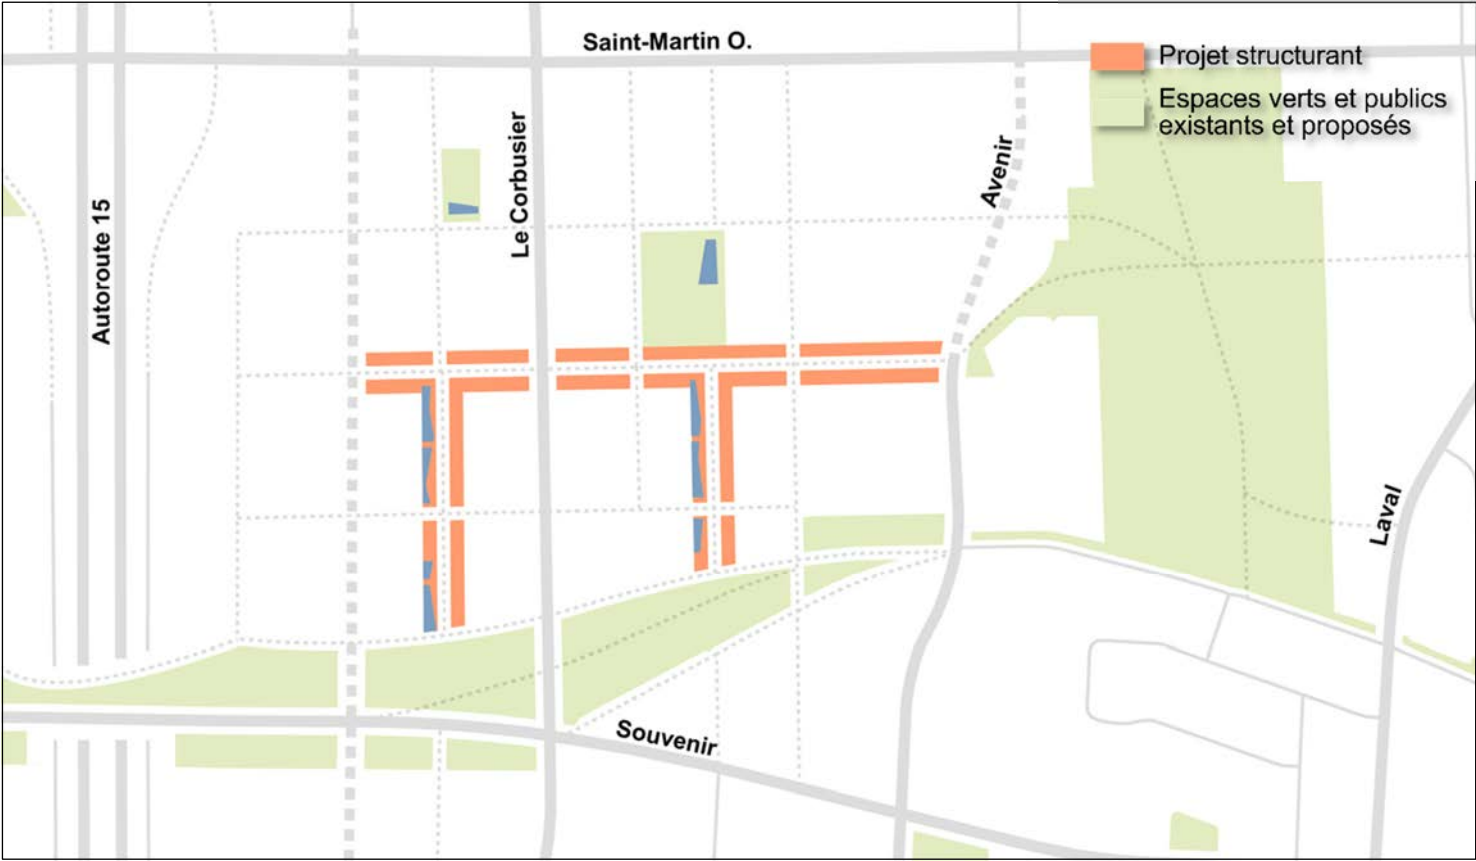 Saint-Martin O.
Projet structurant
Espaces verts et publics
existants et proposés
Autoroute 15
Le Corbusier
Avenir
Laval
Souvenir